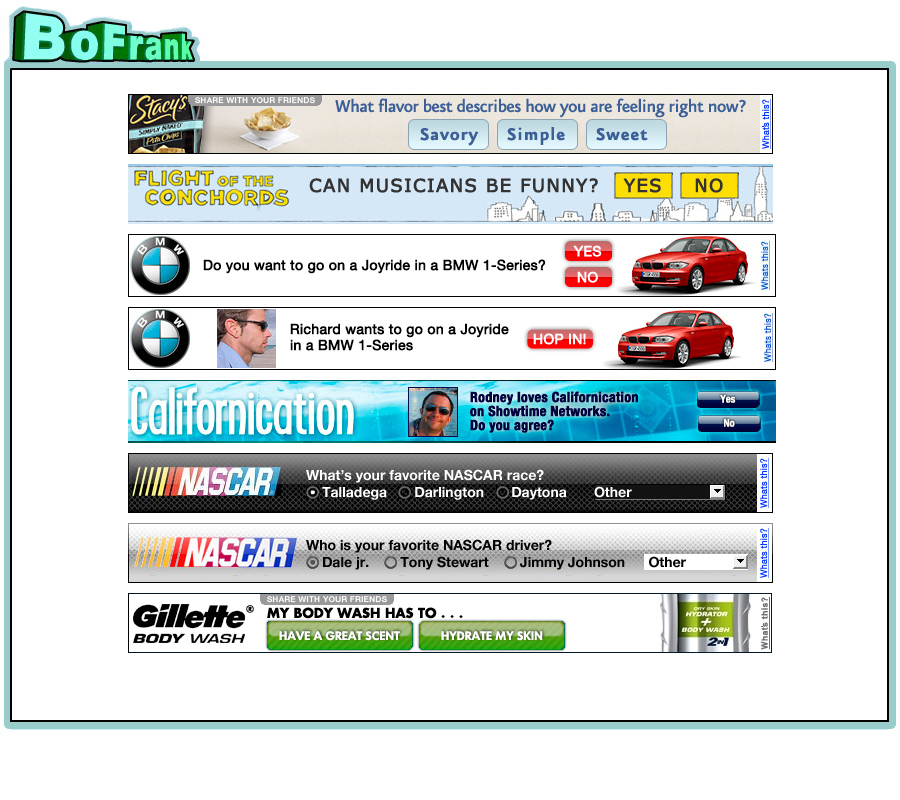 BoFrank
Stacy's
SIMPLY NAKED
Pita Chips
SHARE WITH YOUR FRIENDS
What flavor best describes how you are feeling right now?
Savory Simple Sweet
What's this?
FLIGHT OF THE
CONCHORDS
CAN MUSICIANS BE FUNNY? YES NO
BMW
Do you want to go on a Joyride in a BMW 1-Series?
YES
NO
Whats this?
BMW
Richard wants to go on a Joyride
in a BMW 1-Series
HOP IN!
Whats this?
Californication
Rodney loves Californication
on Showtime Networks.
Do you agree?
Yes
No
NASCAR
What's your favorite NASCAR race?
Talladega Darlington Daytona Other
Whats this?
NASCAR
Who is your favorite NASCAR driver?
Dale jr. Tony Stewart Jimmy Johnson Other
Whats this?
Gillette®
BODY WASH
SHARE WITH YOUR FRIENDS
MY BODY WASH HAS TO . . .
HAVE A GREAT SCENT HYDRATE MY SKIN
DRY SKIN
HYDRATOR
+
BODY WASH
2IN1
What's this?